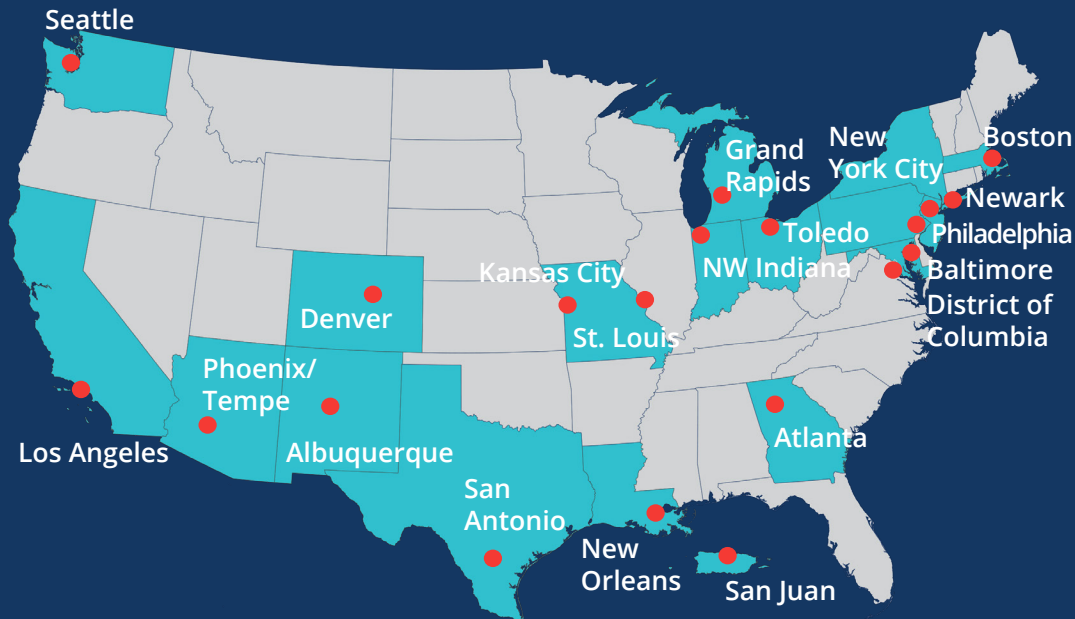 Seattle
New
York City
Boston
Grand
Rapids
Newark
Toledo
Philadelphia
Kansas City
NW Indiana
Baltimore
Denver
St. Louis
District of
Columbia
Phoenix/
Tempe
Los Angeles
Albuquerque
Atlanta
San
Antonio
New
Orleans
San Juan